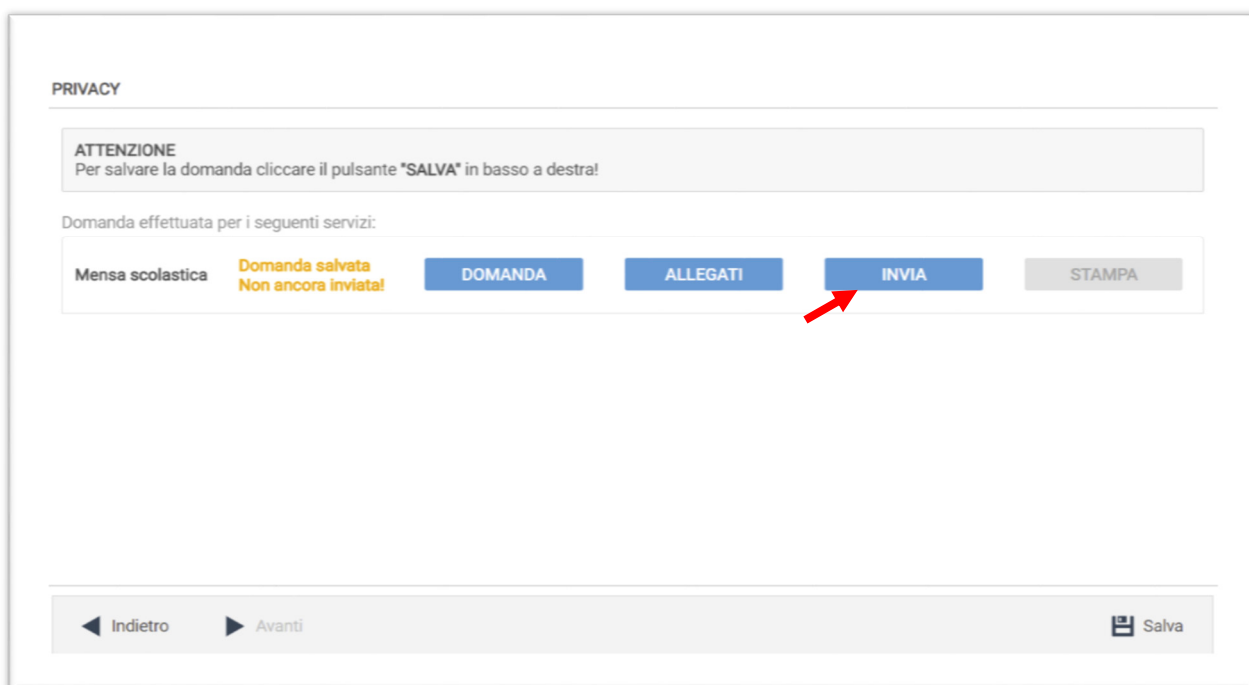 PRIVACY
ATTENZIONE
Per salvare la domanda cliccare il pulsante "SALVA" in basso a destra!
Domanda effettuata per i seguenti servizi:
Mensa scolastica
Domanda salvata
Non ancora inviata!
DOMANDA
ALLEGATI
INVIA
STAMPA
Indietro
Avanti
Salva